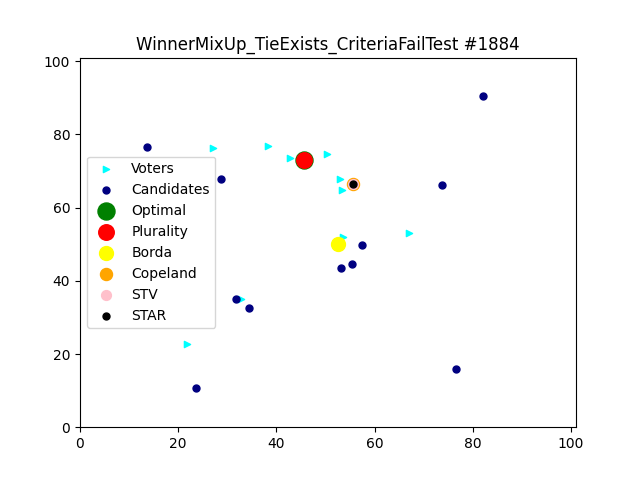 WinnerMixUp_TieExists_CriteriaFailTest #1884
100
80
60
40
20
0
Voters
Candidates
Optimal
Plurality
Borda
Copeland
STV
STAR
0 20 40 60 80 100